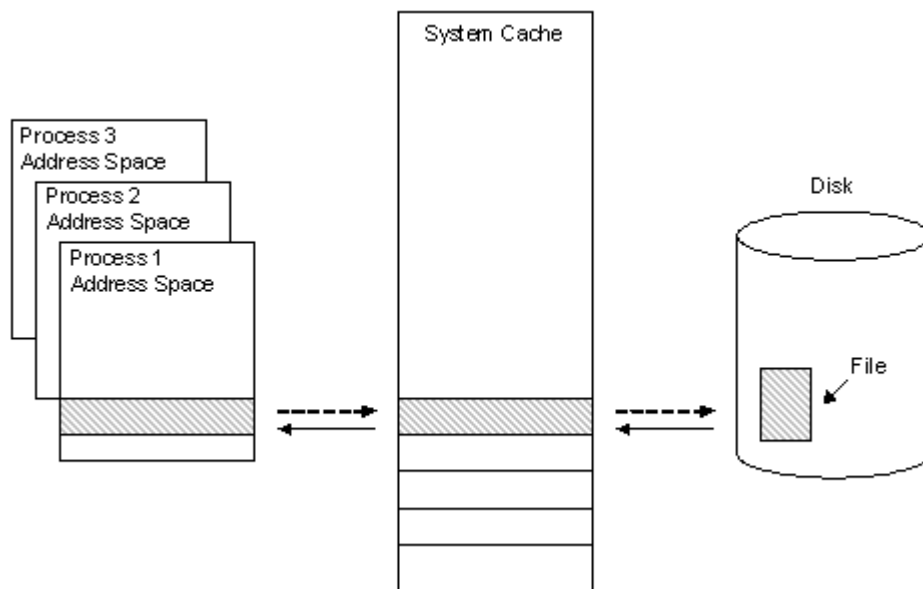 System Cache
Process 3
Address Space
Process 2
Address Space
Process 1
Address Space
Disk
File